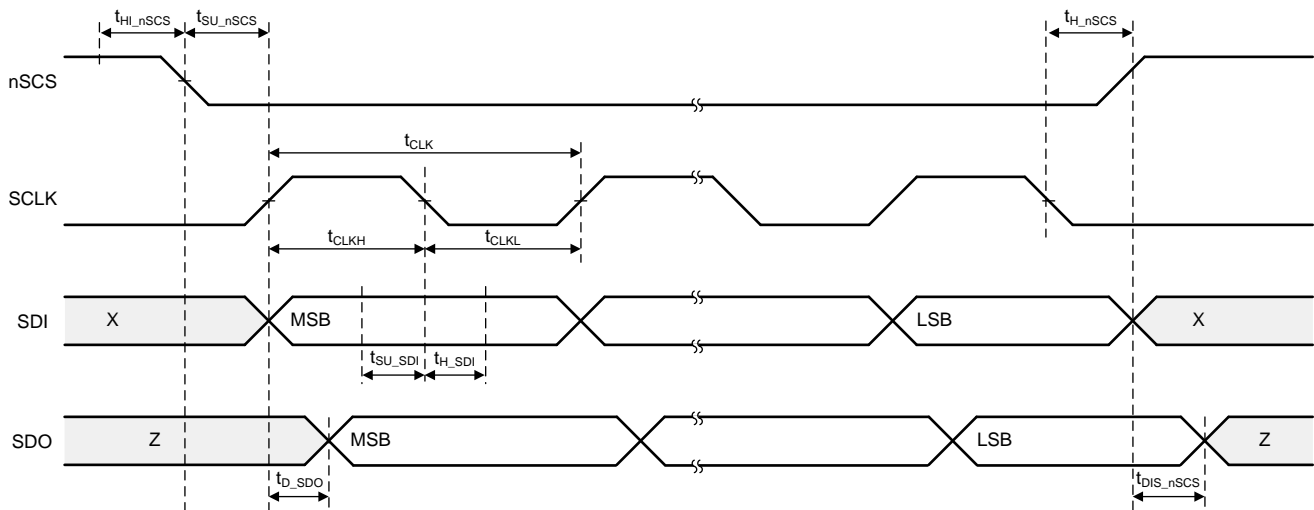 tHI_nSCS tSU_nSCS tH_nSCS
nSCS
tCLK
SCLK
tCLKH tCLKL
SDI X MSB LSB X
tSU_SDI tH_SDI
SDO Z MSB LSB Z
tD_SDO tDIS_nSCS